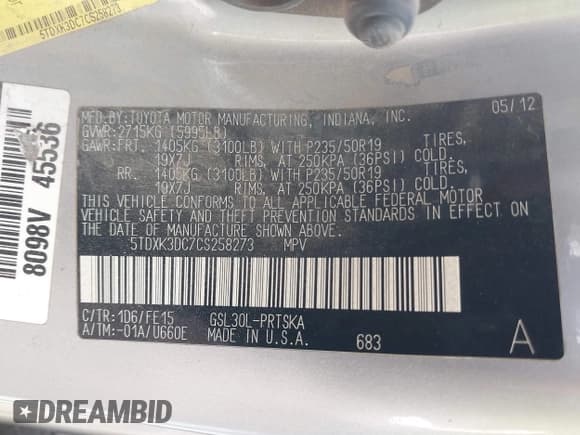 5TDXK3DC7CS258273
8098V 45536
MFD.BY:TOYOTA MOTOR MANUFACTURING, INDIANA, INC. 05/12
GVWR: 2715KG (5995LB)
GAWR:FRT. 1405KG (3100LB) WITH P235/50R19 TIRES,
19X7J RIMS, AT 250KPA (36PSI) COLD.
RR. 1406KG (3100LB) WITH P235/50R19 TIRES,
19X7J RIMS, AT 250KPA (36PSI) COLD.
THIS VEHICLE CONFORMS TO ALL APPLICABLE FEDERAL MOTOR
VEHICLE SAFETY AND THEFT PREVENTION STANDARDS IN EFFECT ON
THE DATE OF MANUFACTURE SHOWN ABOVE.
5TDXK3DC7CS258273 MPV
C/TR: 1D6/FE15 GSL30L-PRTSKA
A/TM: -01A/U660E MADE IN U.S.A. 683 A
DREAMBID